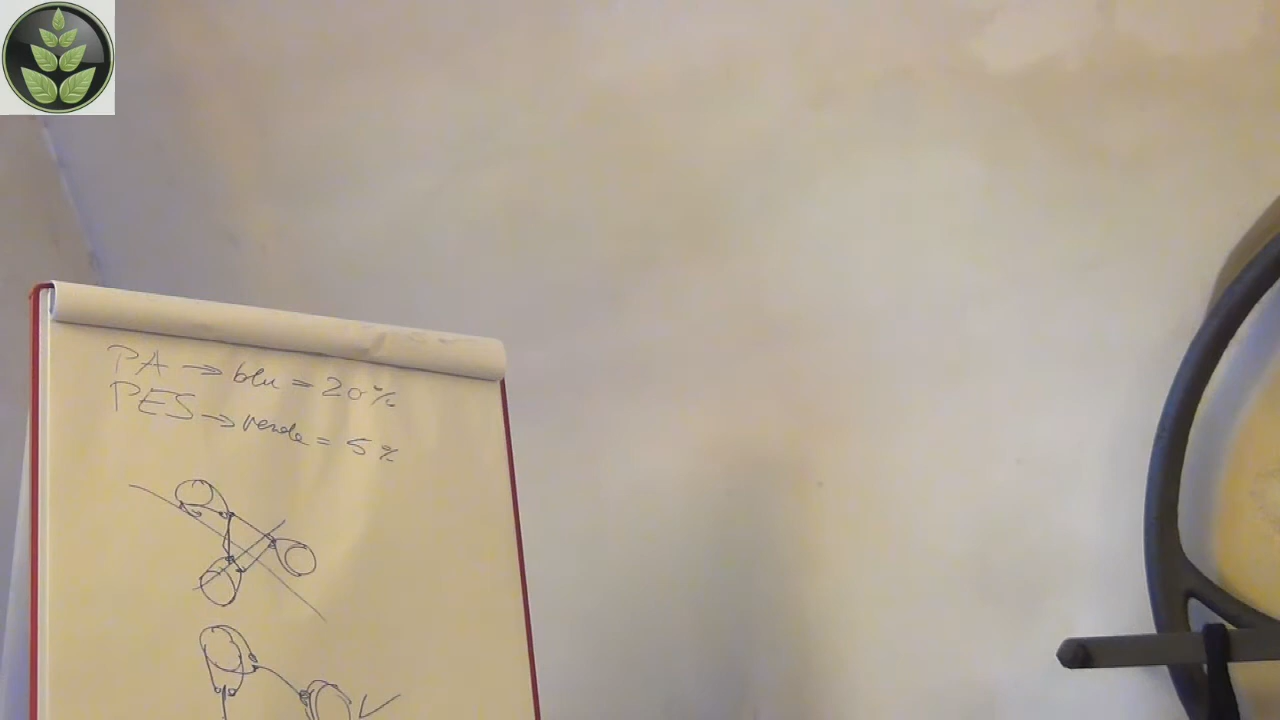 PA → blu = 20%
PES → verde = 5%